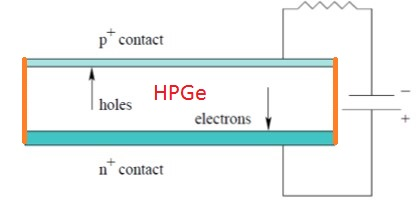 p+ contact
holes
HPGe
electrons
n+ contact
−
+